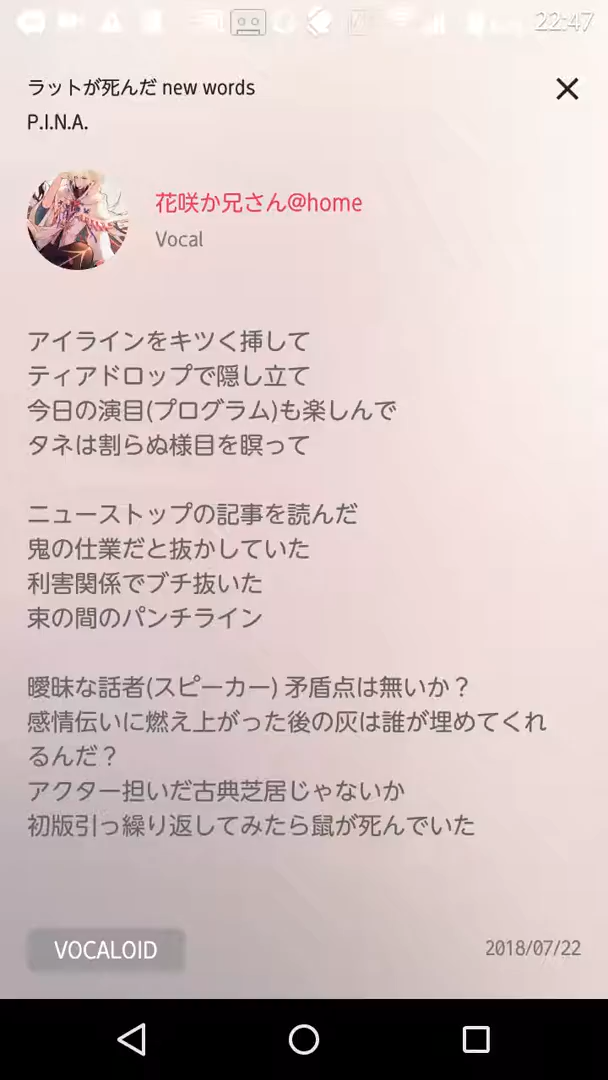 22:47
ラットが死んだ new words
P.I.N.A.
花咲か兄さん@home
Vocal
アイラインをキツく挿して
ティアドロップで隠し立て
今日の演目(プログラム)も楽しんで
タネは割らぬ様目を瞑って
ニューストップの記事を読んだ
鬼の仕業だと抜かしていた
利害関係でブチ抜いた
束の間のパンチライン
曖昧な話者(スピーカー) 矛盾点は無いか？
感情伝いに燃え上がった後の灰は誰が埋めてくれ
るんだ？
アクター担いだ古典芝居じゃないか
初版引っ繰り返してみたら鼠が死んでいた
VOCALOID
2018/07/22